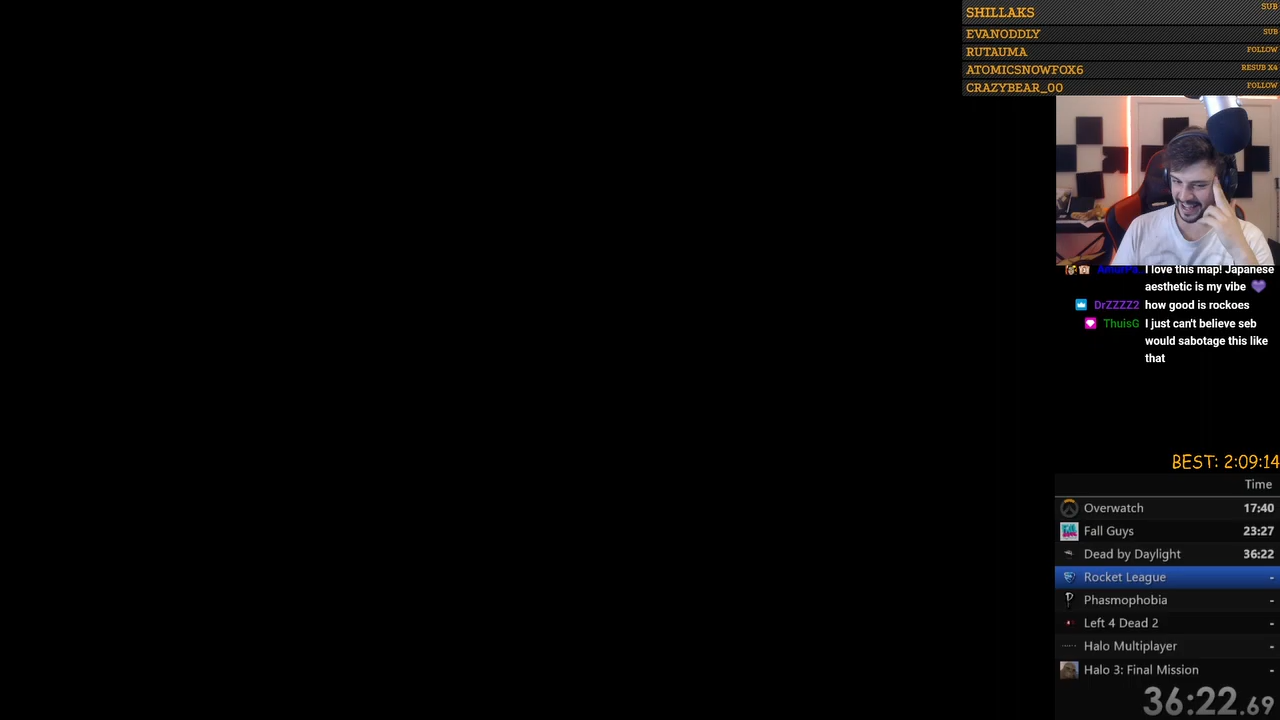 SHILLAKS SUB
EVANODDLY SUB
RUTAUMA FOLLOW
ATOMICSNOWFOX6 RESUB X4
CRAZYBEAR_00 FOLLOW
I love this map! Japanese
aesthetic is my vibe 💜
DrZZZZ2 how good is rockoes
ThuisG I just can't believe seb
would sabotage this like
that
BEST: 2:09:14
Time
Overwatch 17:40
Fall Guys 23:27
Dead by Daylight 36:22
Rocket League -
Phasmophobia -
Left 4 Dead 2 -
Halo Multiplayer -
Halo 3: Final Mission -
36:22.69